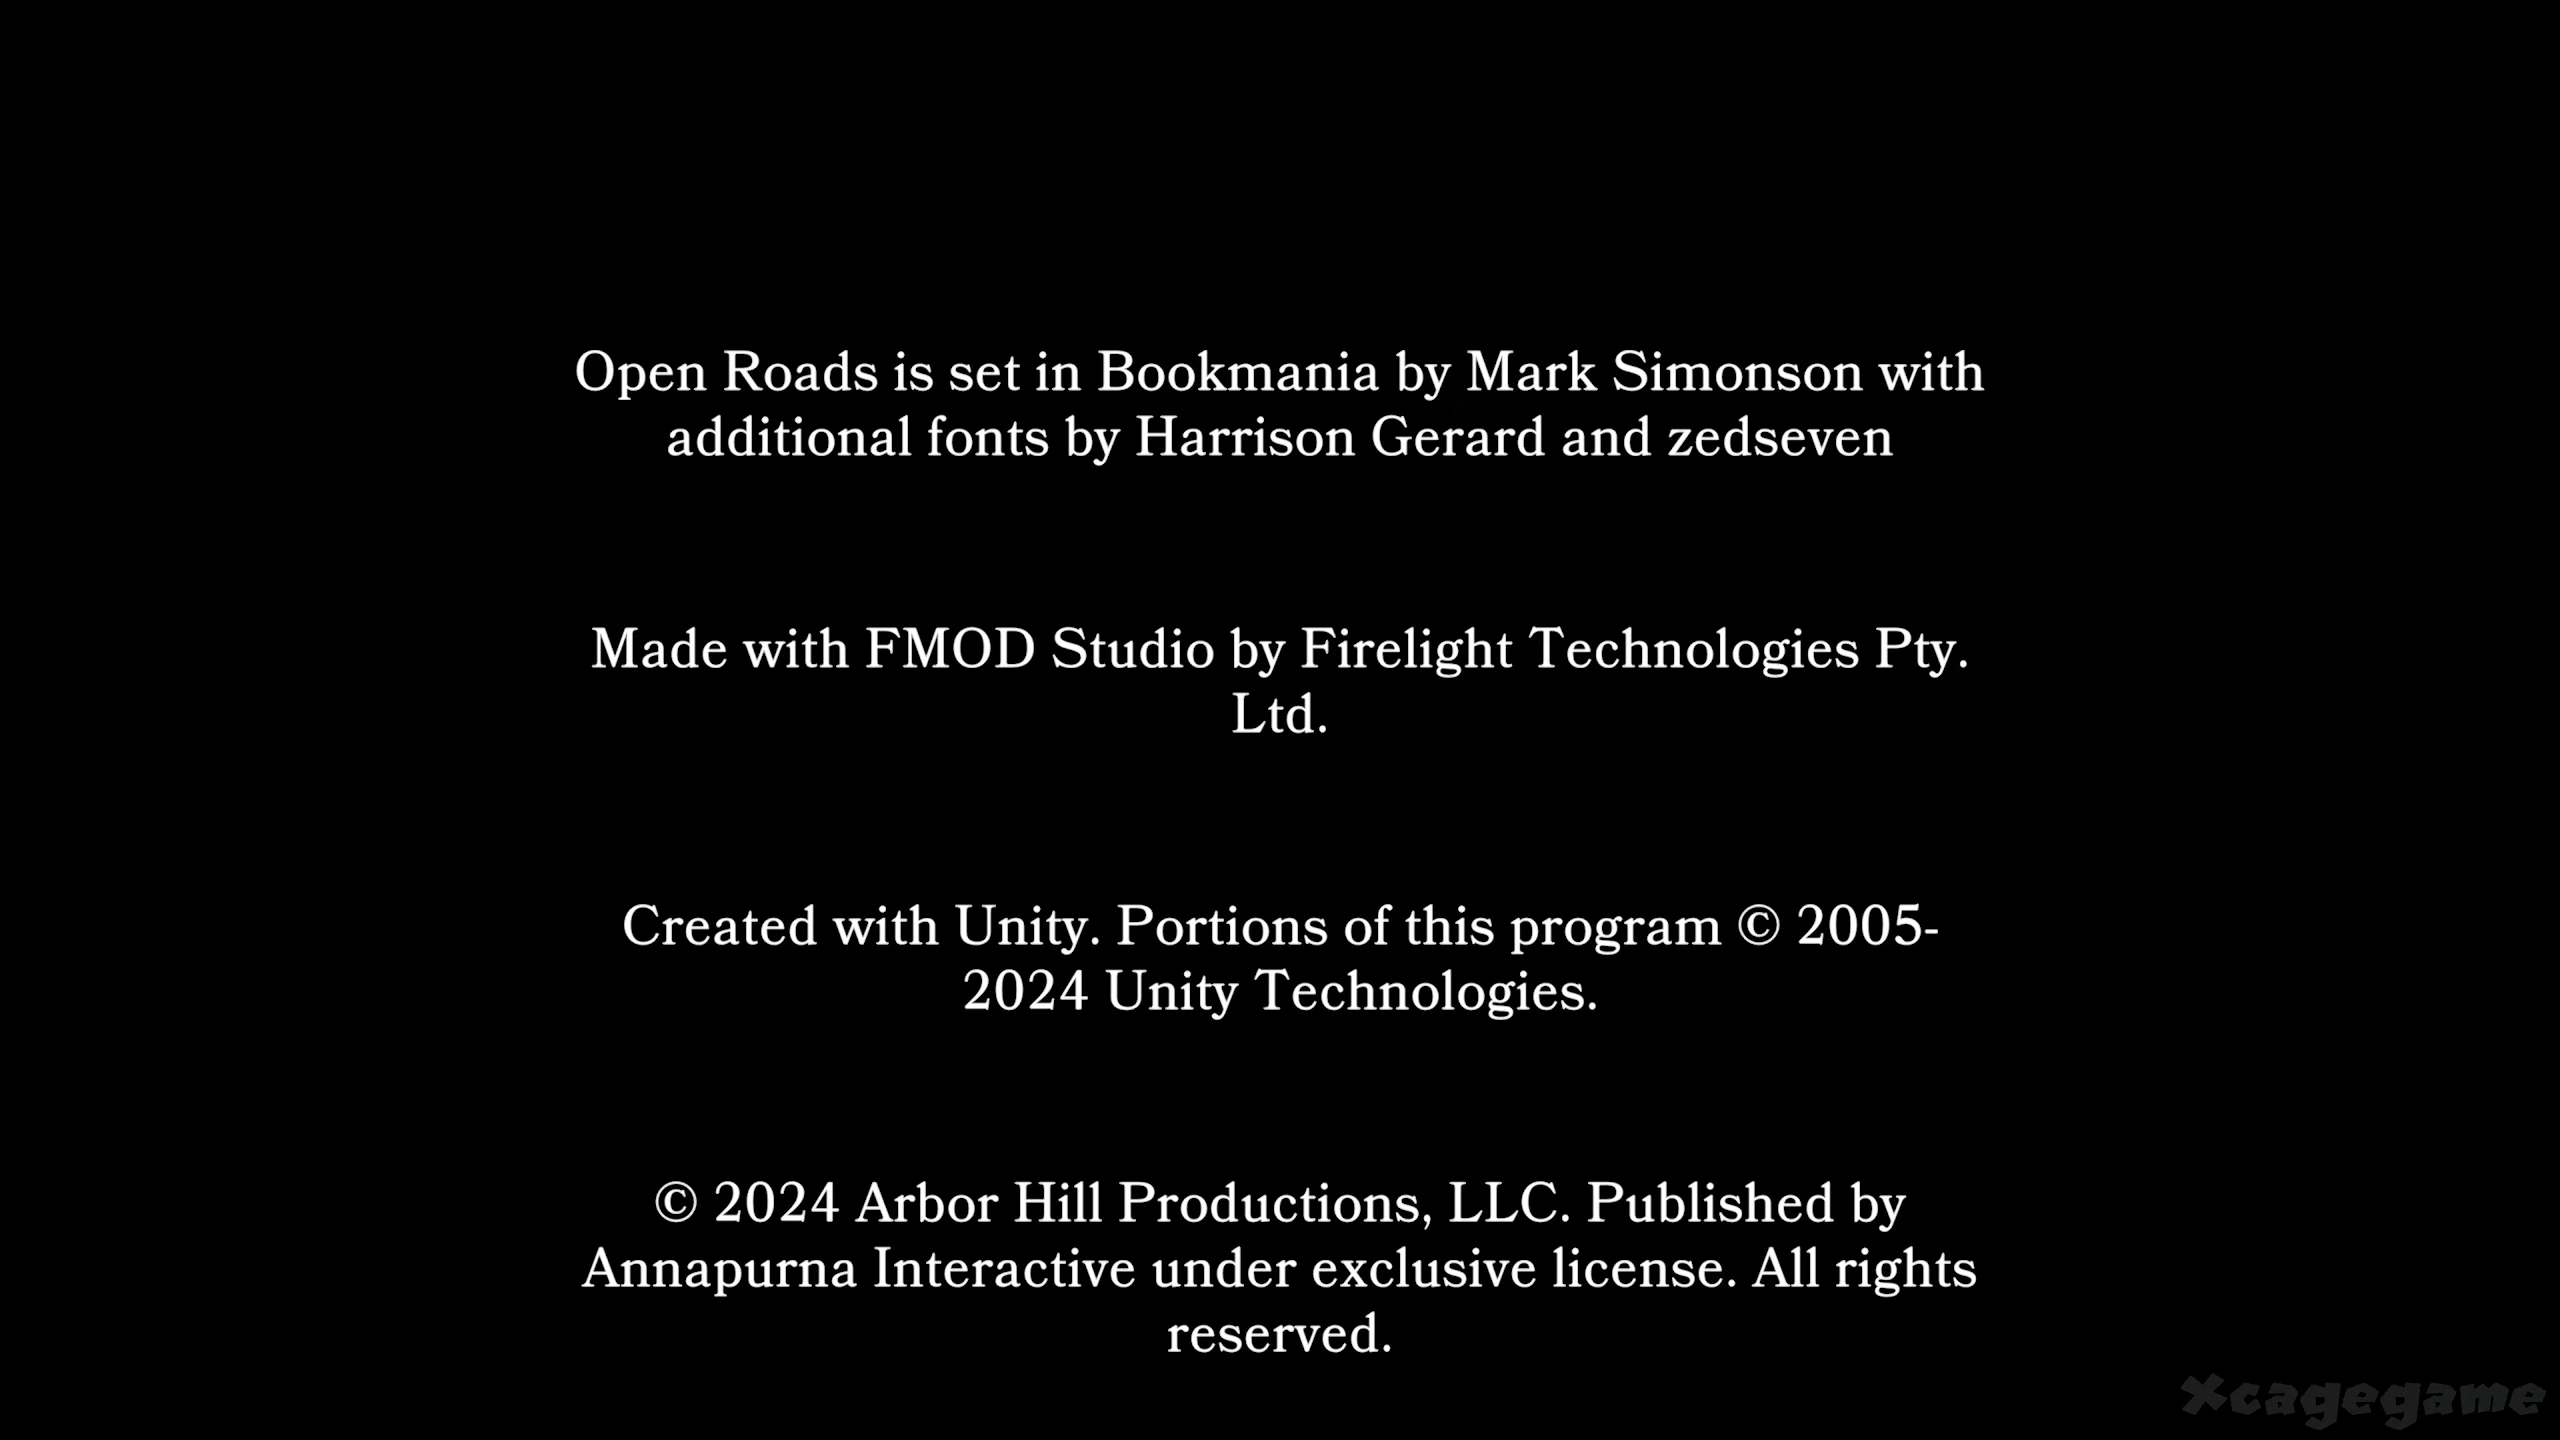 Open Roads is set in Bookmania by Mark Simonson with
additional fonts by Harrison Gerard and zedseven
Made with FMOD Studio by Firelight Technologies Pty.
Ltd.
Created with Unity. Portions of this program © 2005-
2024 Unity Technologies.
© 2024 Arbor Hill Productions, LLC. Published by
Annapurna Interactive under exclusive license. All rights
reserved.
Xcagegame